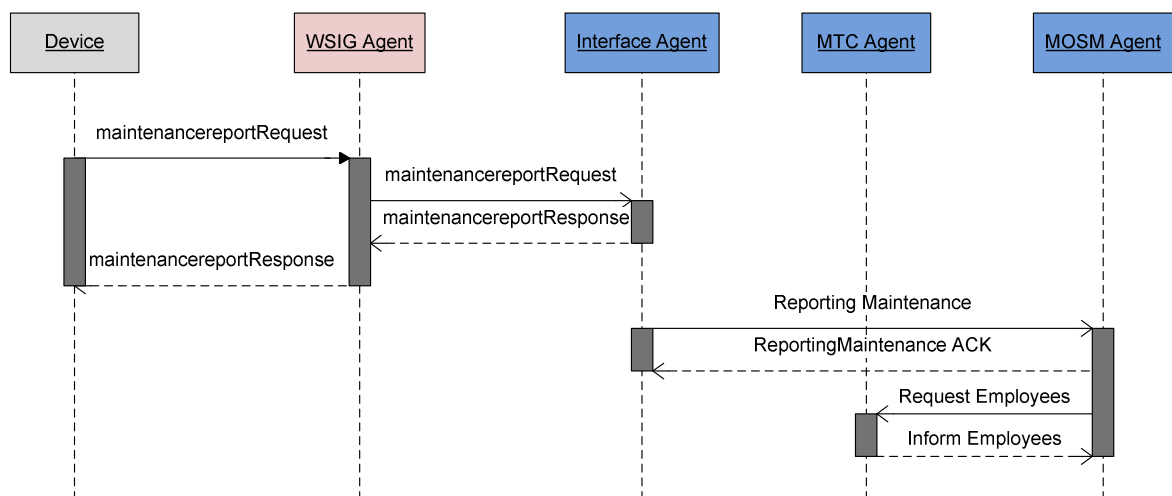 Device
WSIG Agent
Interface Agent
MTC Agent
MOSM Agent
maintenancereportRequest
maintenancereportRequest
maintenancereportResponse
maintenancereportResponse
Reporting Maintenance
ReportingMaintenance ACK
Request Employees
Inform Employees